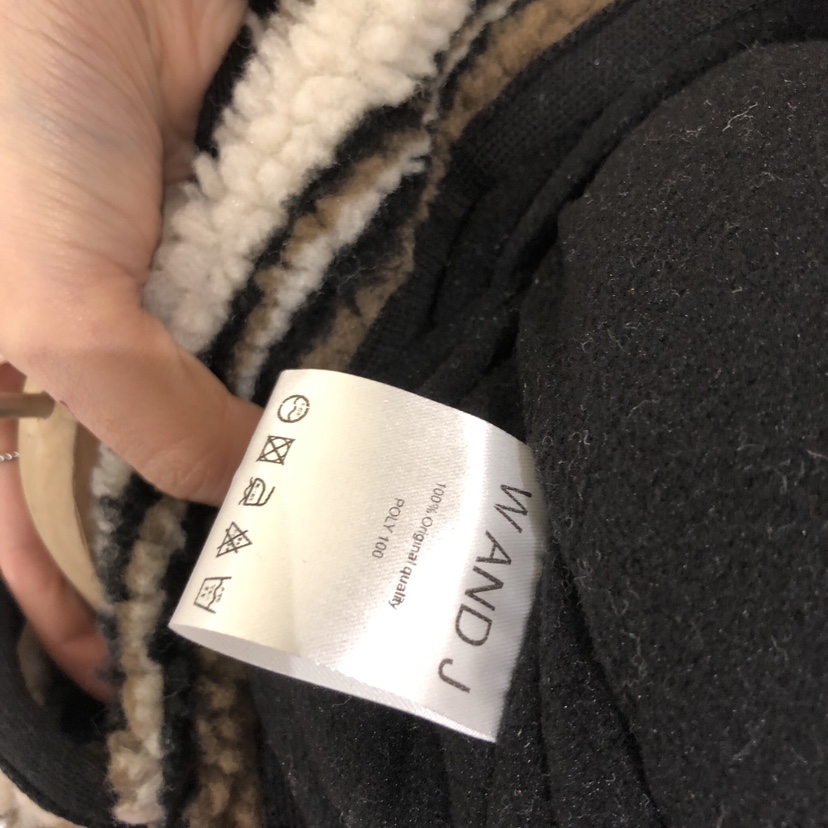 W AND J
100% Original quality
POLY 100